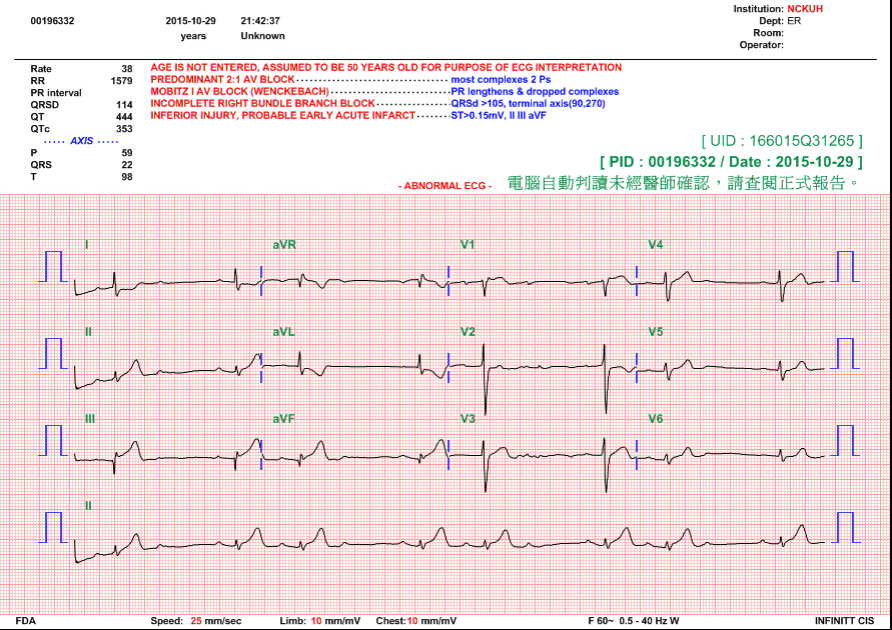 Institution: NCKUH
00196332 2015-10-29 21:42:37 Dept: ER
years Unknown Room:
Operator:
Rate 38 AGE IS NOT ENTERED, ASSUMED TO BE 50 YEARS OLD FOR PURPOSE OF ECG INTERPRETATION
RR 1579 PREDOMINANT 2:1 AV BLOCK - - - - - - - - - - - - - - - - - - - - - - - - - - - - - - most complexes 2 Ps
PR interval MOBITZ I AV BLOCK (WENCKEBACH) - - - - - - - - - - - - - - - - - - - - - - - PR lengthens & dropped complexes
QRSD 114 INCOMPLETE RIGHT BUNDLE BRANCH BLOCK - - - - - - - - - - - - - - QRSd >105, terminal axis(90,270)
QT 444 INFERIOR INJURY, PROBABLE EARLY ACUTE INFARCT - - - - - - - ST>0.15mV, II III aVF
QTc 353
----- AXIS -----
P 59
QRS 22
T 98
[ UID : 166015Q31265 ]
[ PID : 00196332 / Date : 2015-10-29 ]
- ABNORMAL ECG - 電腦自動判讀未經醫師確認，請查閱正式報告。
I aVR V1 V4
II aVL V2 V5
III aVF V3 V6
II
FDA Speed: 25 mm/sec Limb: 10 mm/mV Chest: 10 mm/mV F 60~ 0.5 - 40 Hz W INFINITT CIS